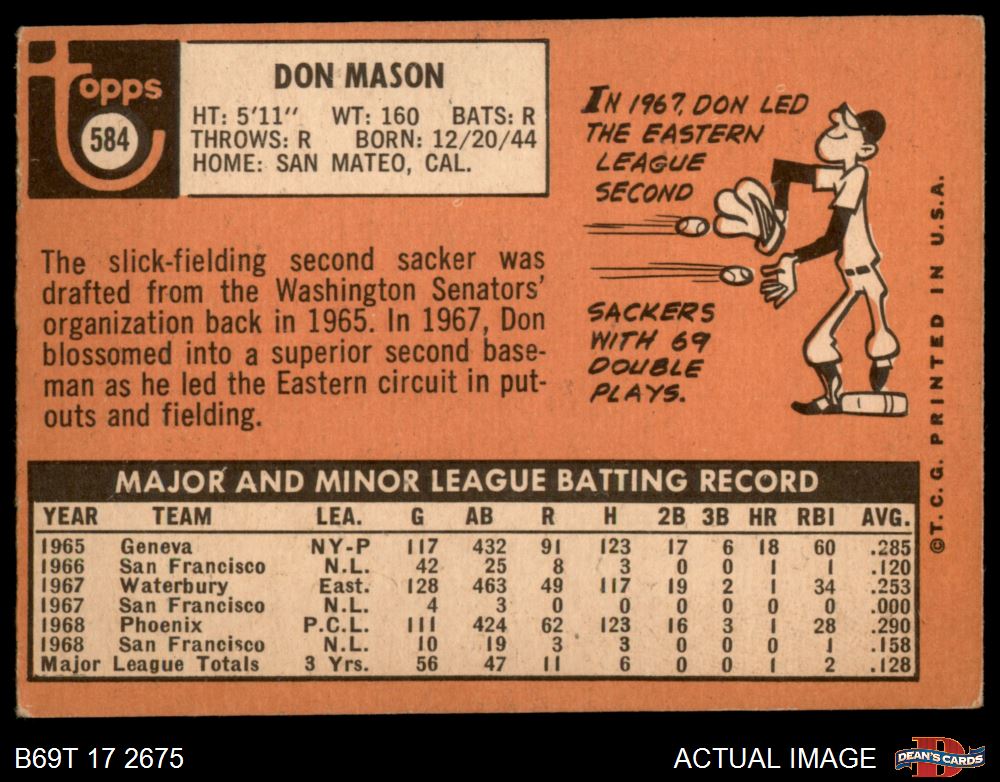 topps
584
DON MASON
HT: 5'11" WT: 160 BATS: R
THROWS: R BORN: 12/20/44
HOME: SAN MATEO, CAL.
The slick-fielding second sacker was
drafted from the Washington Senators'
organization back in 1965. In 1967, Don
blossomed into a superior second base-
man as he led the Eastern circuit in put-
outs and fielding.
IN 1967, DON LED
THE EASTERN
LEAGUE
SECOND
SACKERS
WITH 69
DOUBLE
PLAYS.
©T.C.G. PRINTED IN U.S.A.
MAJOR AND MINOR LEAGUE BATTING RECORD
YEAR TEAM LEA. G AB R H 2B 3B HR RBI AVG.
1965 Geneva NY-P 117 432 91 123 17 6 18 60 .285
1966 San Francisco N.L. 42 25 8 3 0 0 1 1 .120
1967 Waterbury East. 128 463 49 117 19 2 1 34 .253
1967 San Francisco N.L. 4 3 0 0 0 0 0 0 .000
1968 Phoenix P.C.L. 111 424 62 123 16 3 1 28 .290
1968 San Francisco N.L. 10 19 3 3 0 0 0 1 .158
Major League Totals 3 Yrs. 56 47 11 6 0 0 1 2 .128
B69T 17 2675
ACTUAL IMAGE
D
DEAN'S CARDS